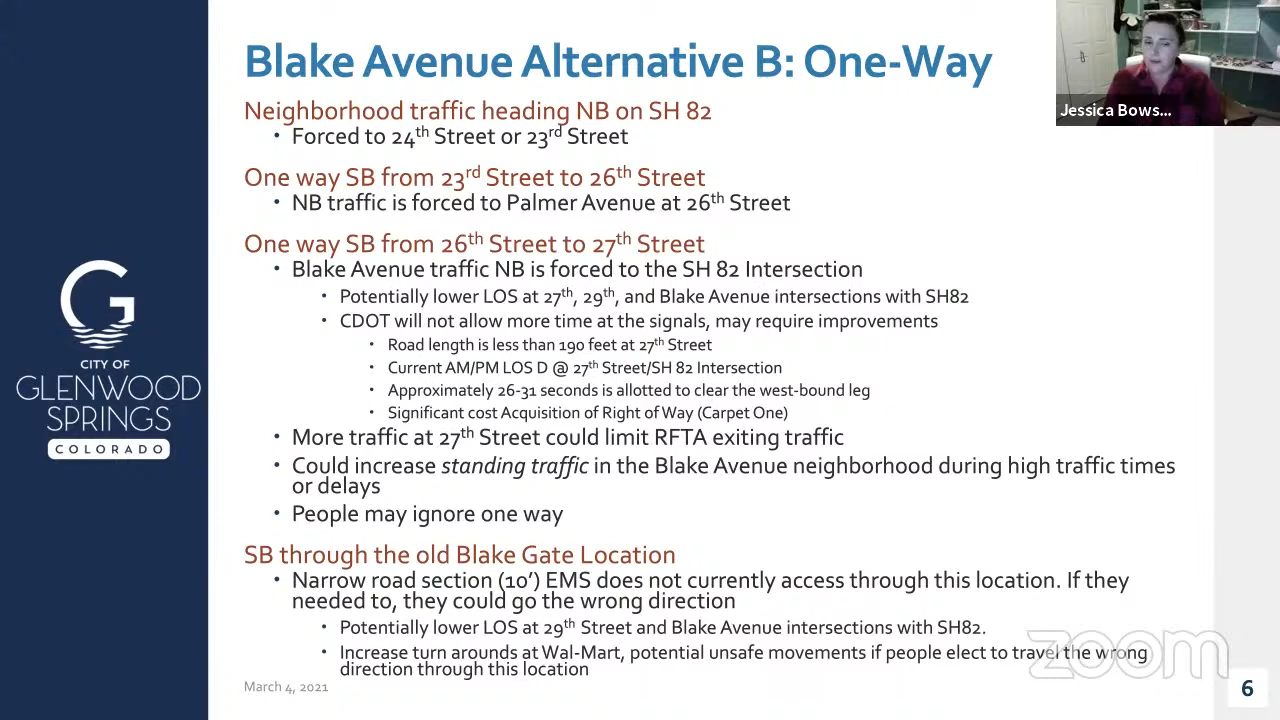 Blake Avenue Alternative B: One-Way
Neighborhood traffic heading NB on SH 82
• Forced to 24th Street or 23rd Street
One way SB from 23rd Street to 26th Street
• NB traffic is forced to Palmer Avenue at 26th Street
One way SB from 26th Street to 27th Street
• Blake Avenue traffic NB is forced to the SH 82 Intersection
• Potentially lower LOS at 27th, 29th, and Blake Avenue intersections with SH82
• CDOT will not allow more time at the signals, may require improvements
• Road length is less than 190 feet at 27th Street
• Current AM/PM LOS D @ 27th Street/SH 82 Intersection
• Approximately 26-31 seconds is allotted to clear the west-bound leg
• Significant cost Acquisition of Right of Way (Carpet One)
• More traffic at 27th Street could limit RFTA exiting traffic
• Could increase standing traffic in the Blake Avenue neighborhood during high traffic times
or delays
• People may ignore one way
SB through the old Blake Gate Location
• Narrow road section (10') EMS does not currently access through this location. If they
needed to, they could go the wrong direction
• Potentially lower LOS at 29th Street and Blake Avenue intersections with SH82.
• Increase turn arounds at Wal-Mart, potential unsafe movements if people elect to travel the wrong
direction through this location
March 4, 2021
6
G
CITY OF
GLENWOOD
SPRINGS
COLORADO
Jessica Bows...
zoom